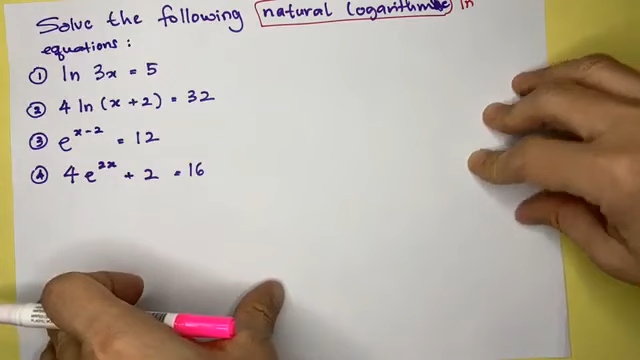 Solve the following natural logarithmic ln
equations :
① ln 3x = 5
② 4 ln (x + 2) = 32
③ e^{x-2} = 12
④ 4e^{2x} + 2 = 16